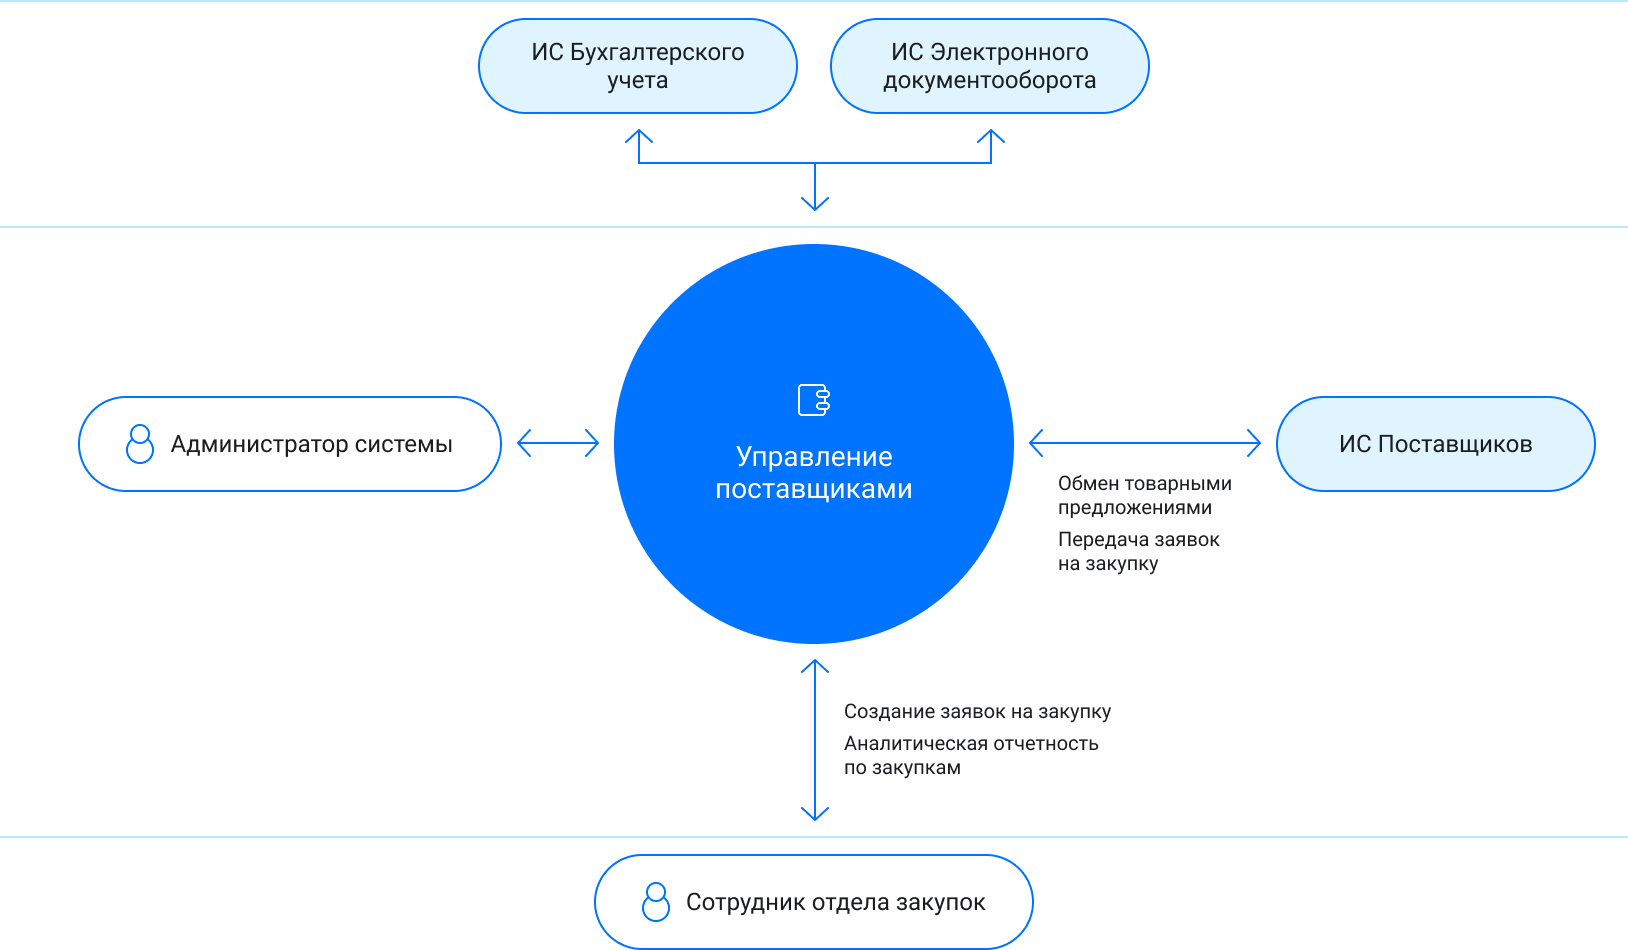 ИС Бухгалтерского
учета
ИС Электронного
документооборота
Администратор системы
Управление
поставщиками
ИС Поставщиков
Обмен товарными
предложениями
Передача заявок
на закупку
Создание заявок на закупку
Аналитическая отчетность
по закупкам
Сотрудник отдела закупок